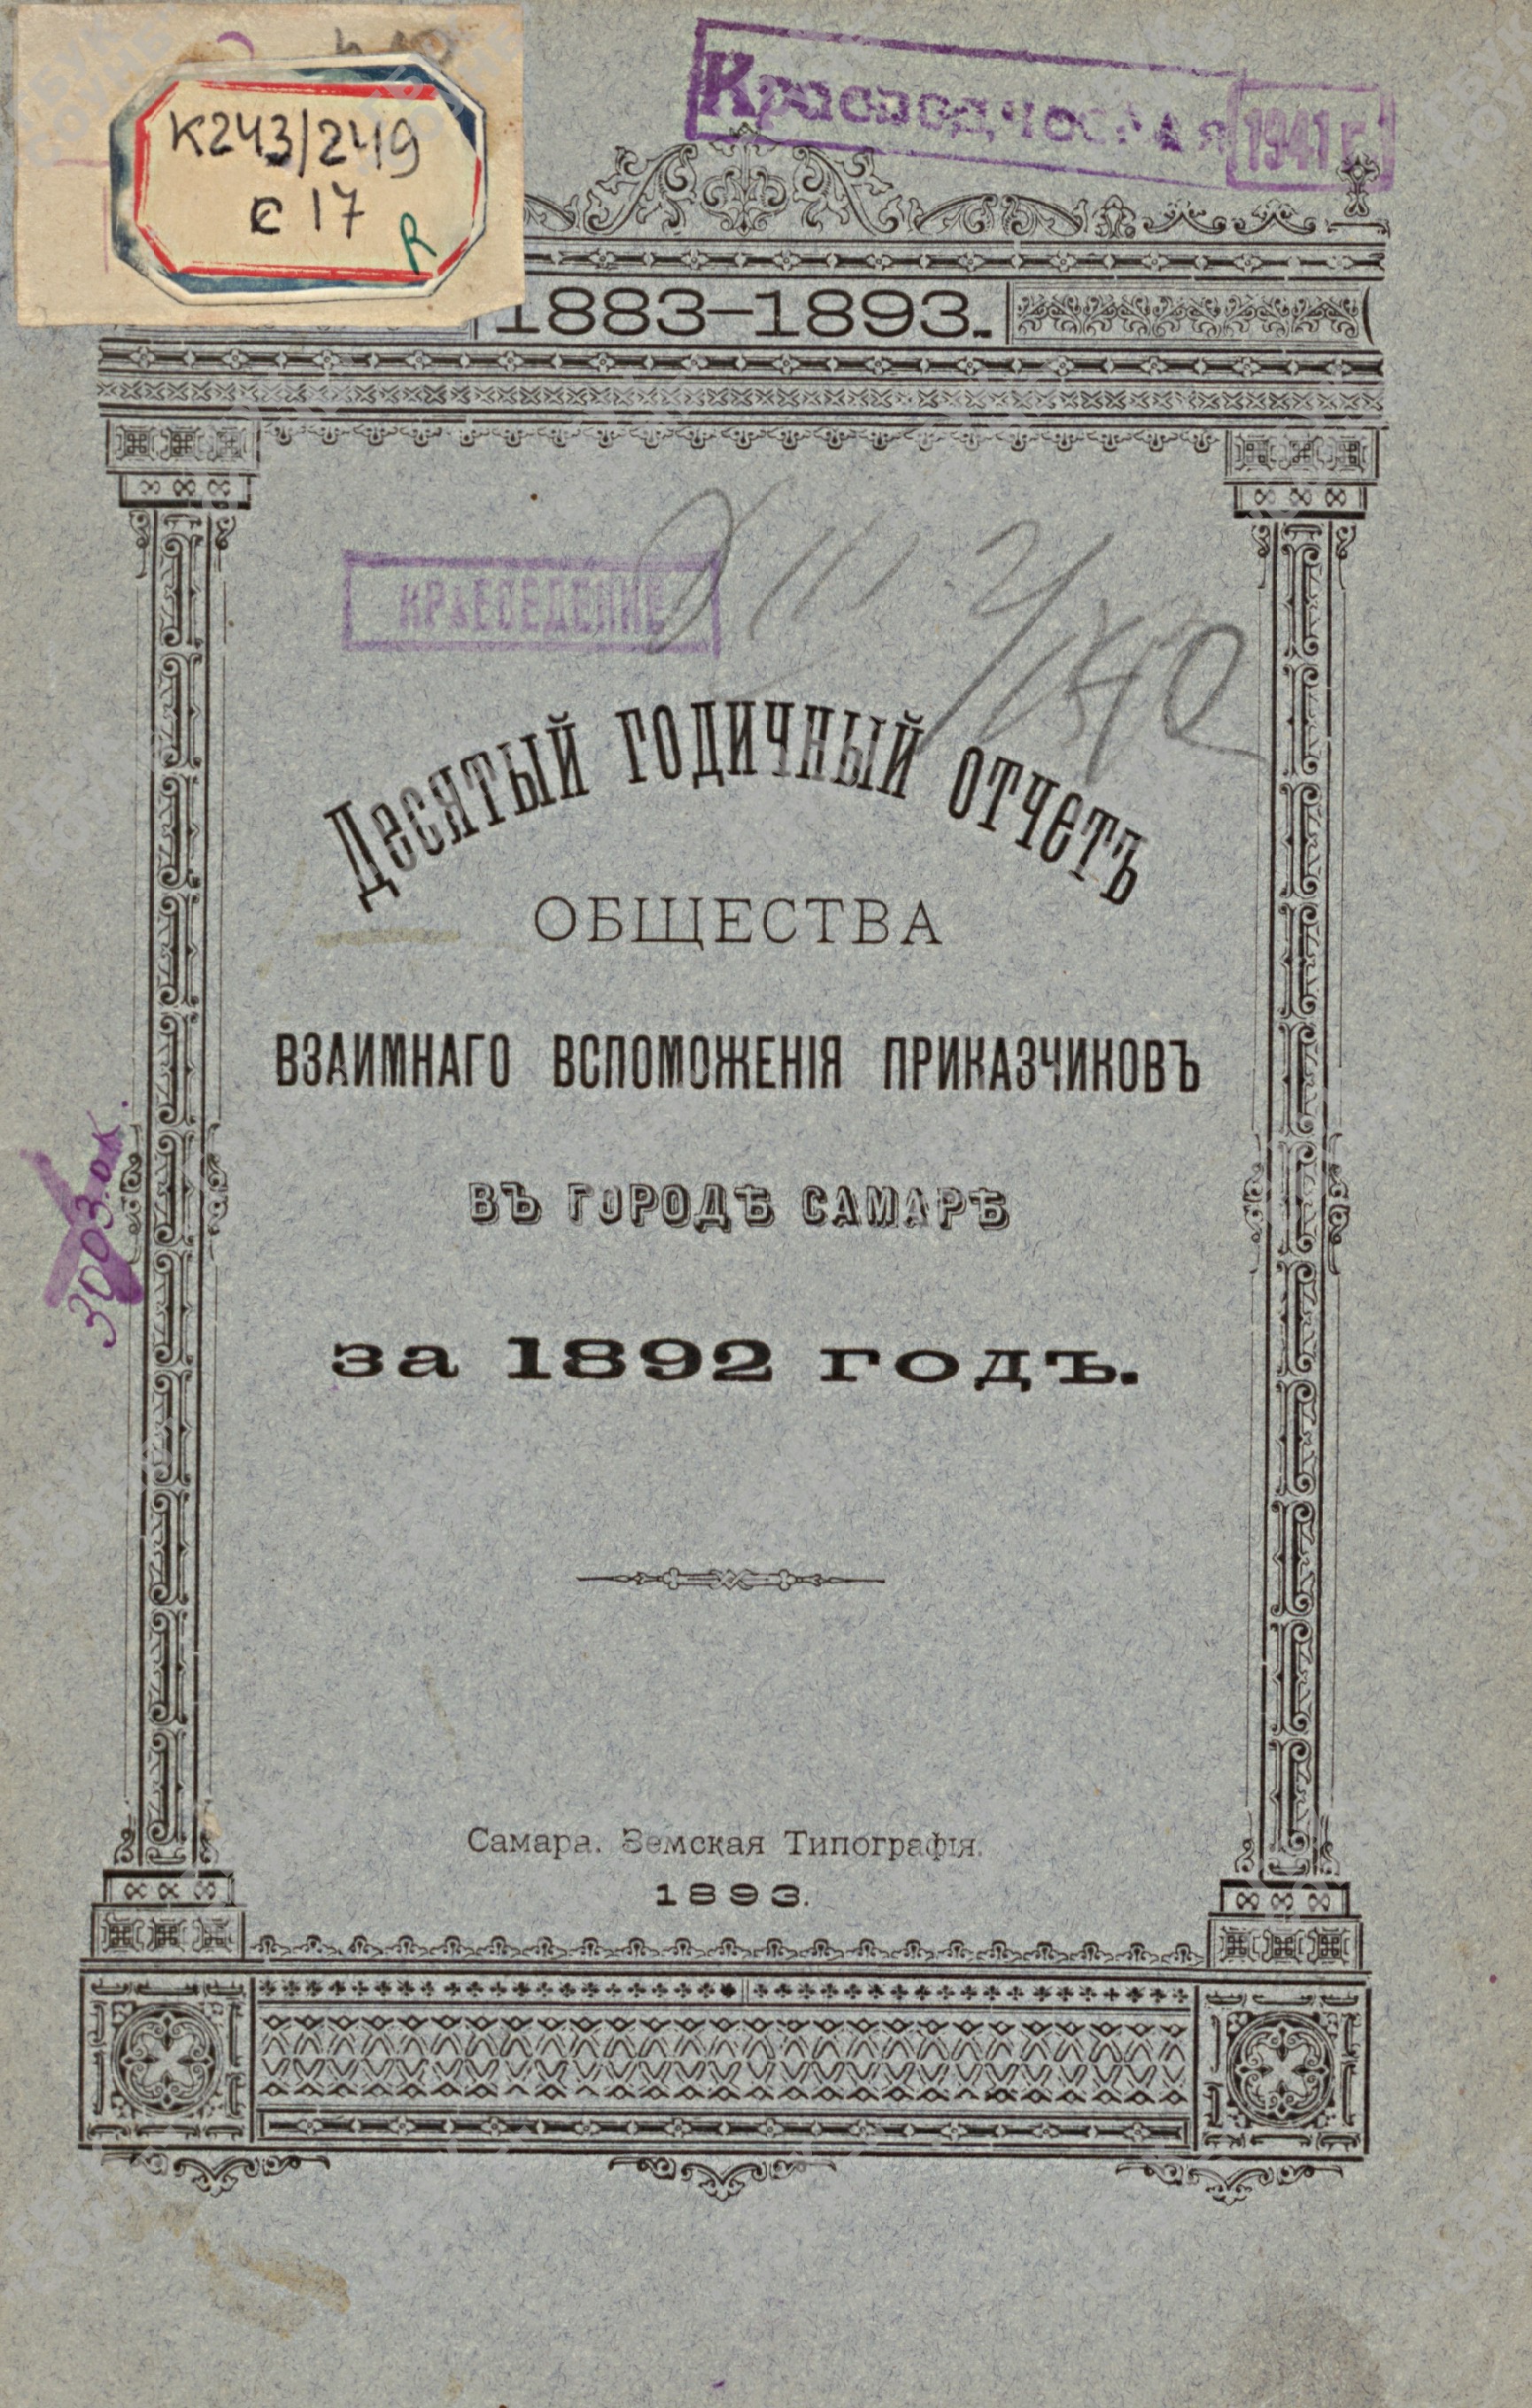 К243/249
С 17
R
Краеведческая 1941 г.
1883–1893.
КРАЕВЕДЕНИЕ
Десятый годичный отчетъ
ОБЩЕСТВА
ВЗАИМНАГО ВСПОМОЖЕНІЯ ПРИКАЗЧИКОВЪ
ВЪ ГОРОДѢ САМАРѢ
за 1892 годъ.
Самара. Земская Типографія.
1893.